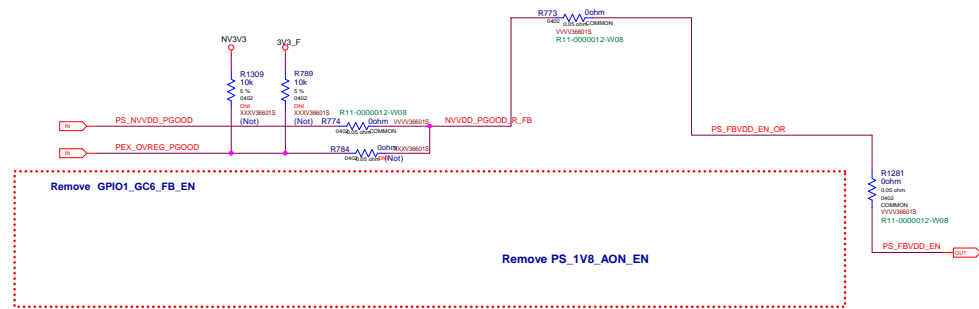 R773
0ohm
0402
0.05 ohm
COMMON
VVVV36601S
R11-0000012-W08
NV3V3
3V3_F
R1309
10k
5 %
0402
DNI
XXXV36601S
(Not)
R789
10k
5 %
0402
DNI
XXXV36601S
(Not)
R11-0000012-W08
R774
0ohm
VVVV36601S
0402
0.05 ohm
COMMON
IN
PS_NVVDD_PGOOD
NVVDD_PGOOD_R_FB
PS_FBVDD_EN_OR
IN
PEX_OVREG_PGOOD
R784
0ohm
XXXV36601S
0402
0.05 ohm
(Not)
R1281
0ohm
0.05 ohm
0402
COMMON
VVVV36601S
R11-0000012-W08
Remove GPIO1_GC6_FB_EN
Remove PS_1V8_AON_EN
PS_FBVDD_EN
OUT